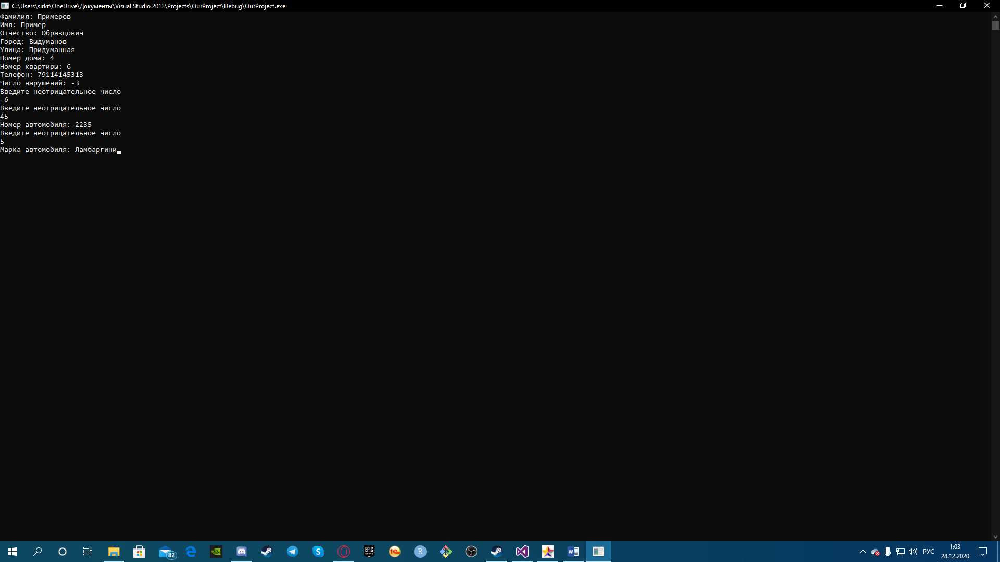 C:\Users\sirkr\OneDrive\Документы\Visual Studio 2013\Projects\OurProject\Debug\OurProject.exe
Фамилия: Примеров
Имя: Пример
Отчество: Образцович
Город: Выдуманов
Улица: Придуманная
Номер дома: 4
Номер квартиры: 6
Телефон: 79114145313
Число нарушений: -3
Введите неотрицательное число
-6
Введите неотрицательное число
45
Номер автомобиля:-2235
Введите неотрицательное число
5
Марка автомобиля: Ламбаргини
82
EPIC GAMES
1С
R
W
РУС
1:03
28.12.2020